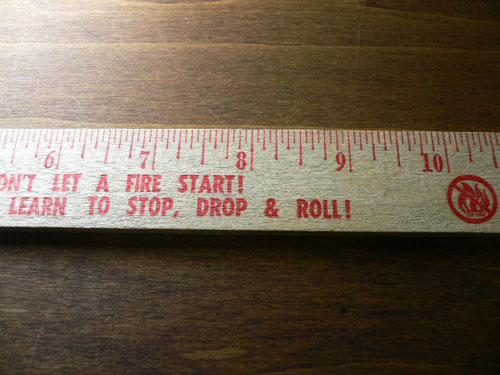 6 7 8 9 10
ON'T LET A FIRE START!
LEARN TO STOP, DROP & ROLL!